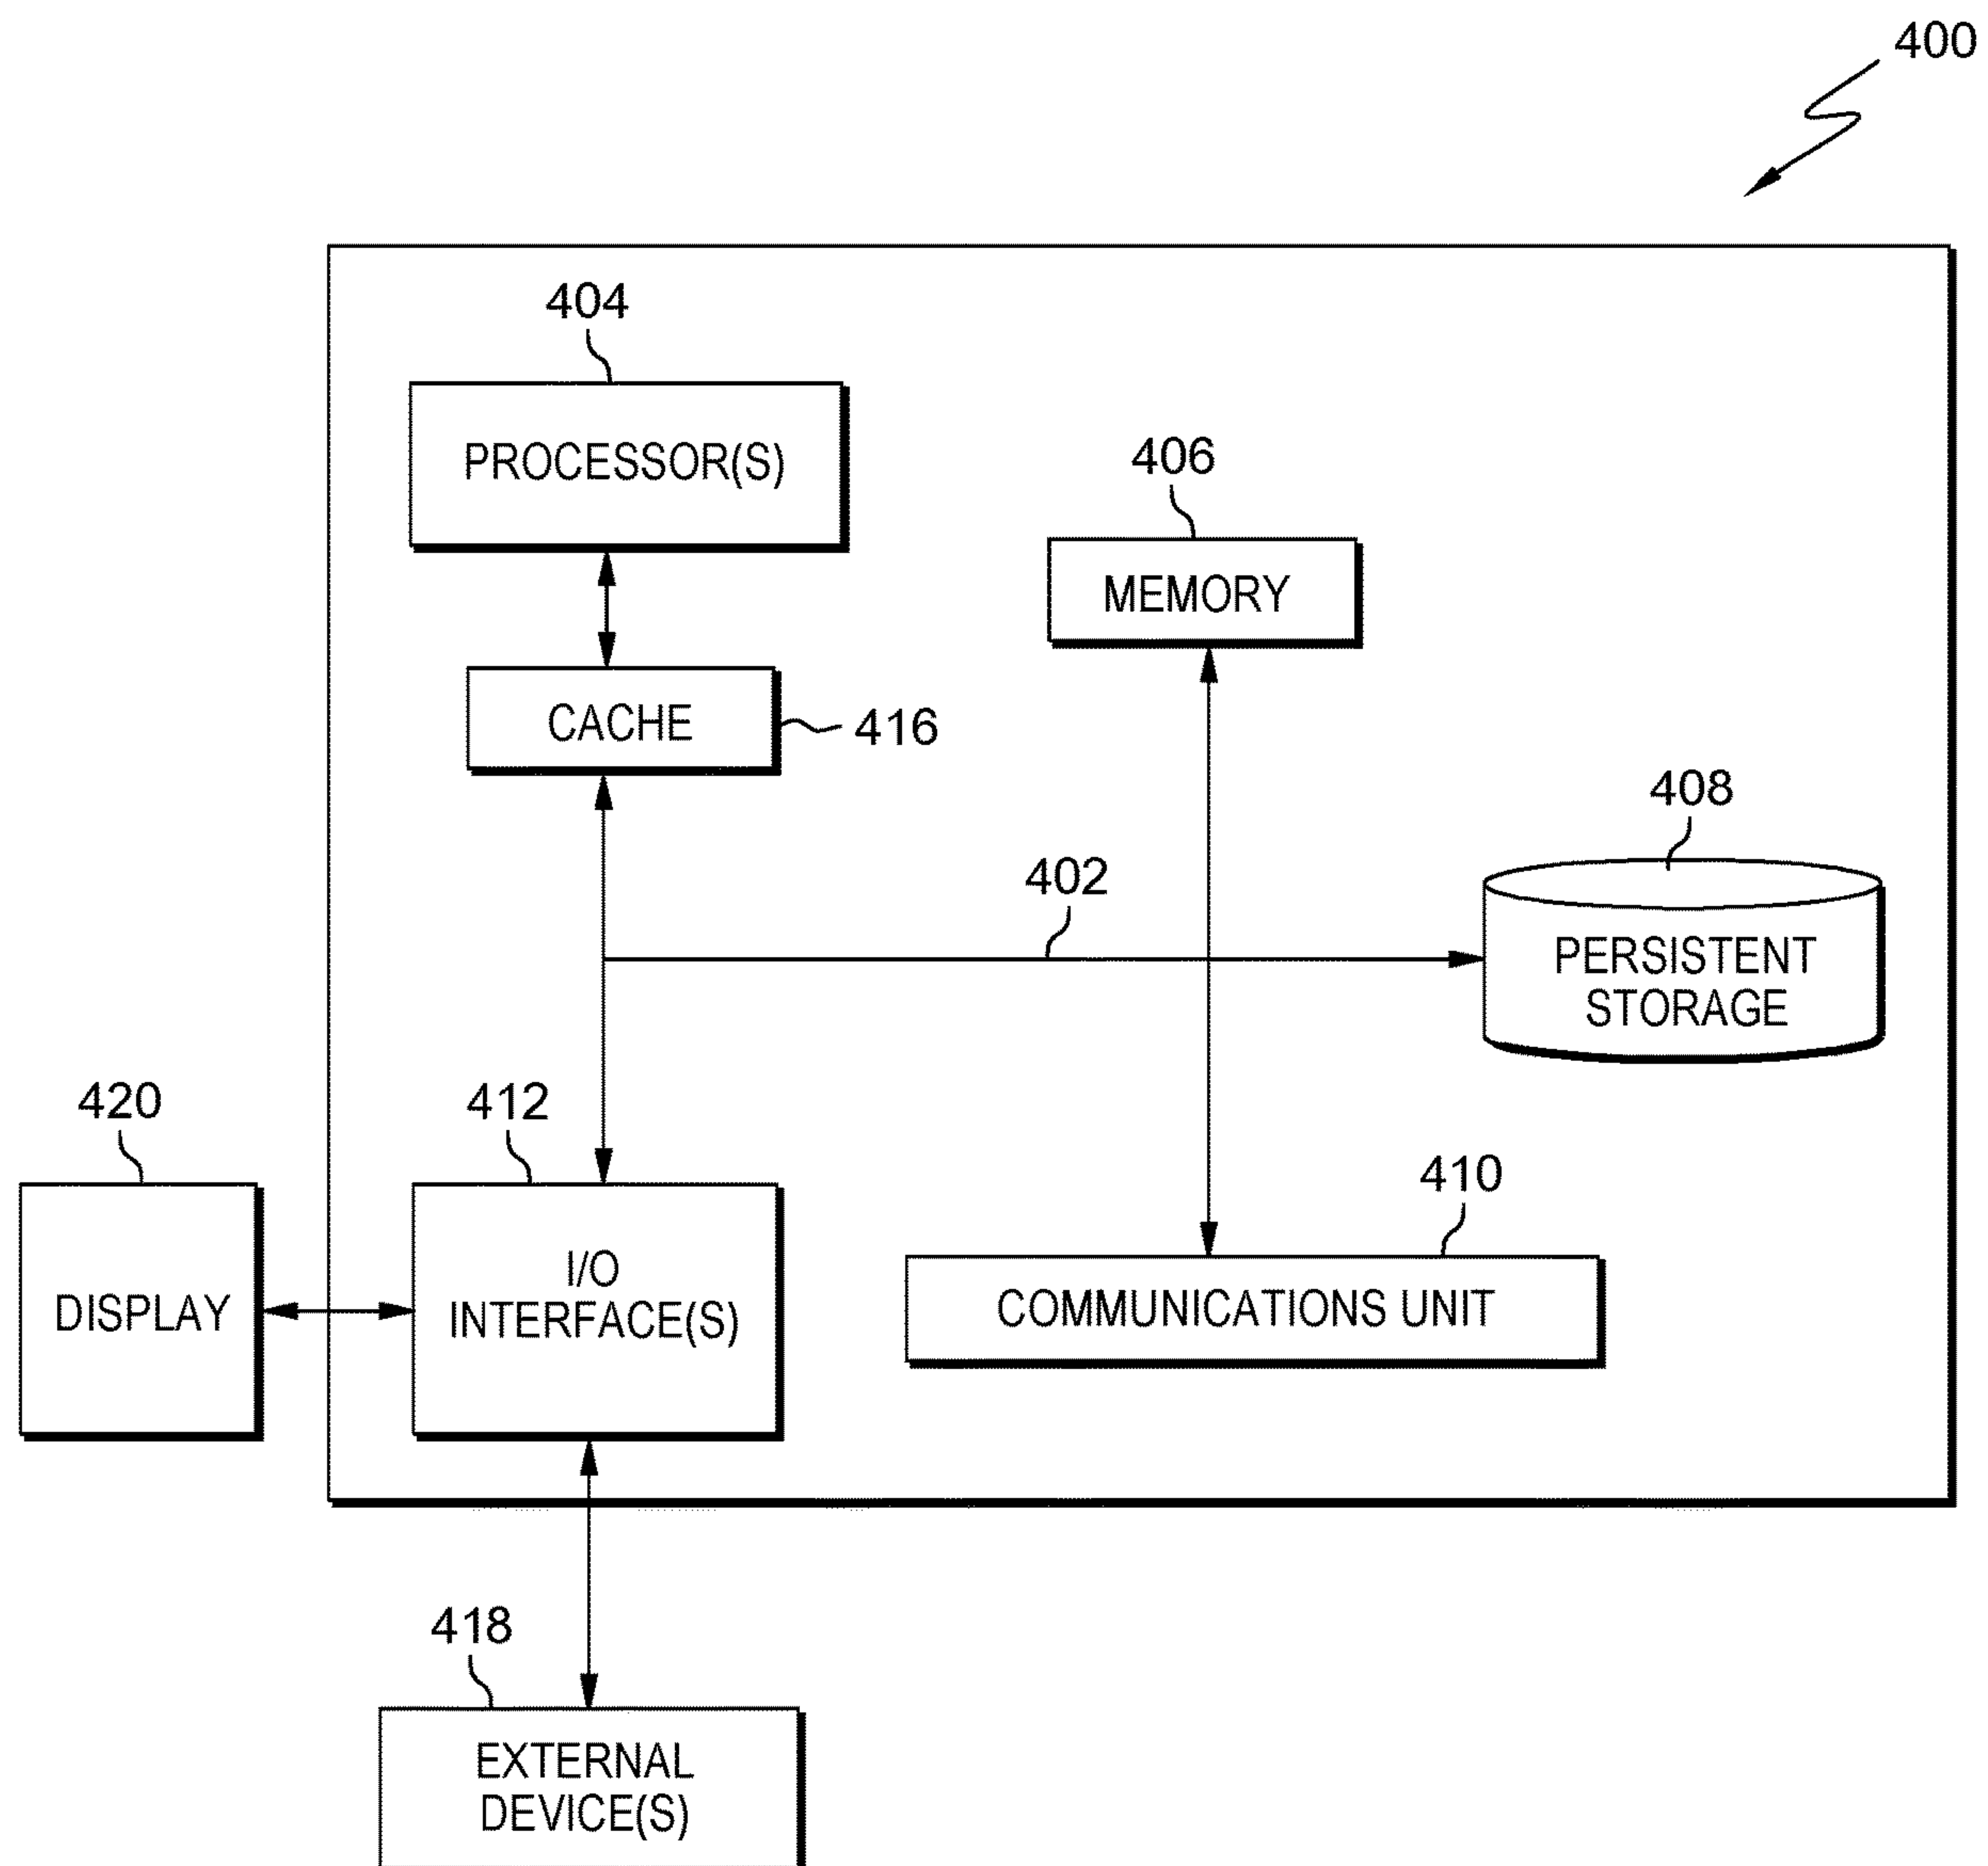 400
404
PROCESSOR(S)
406
MEMORY
CACHE
416
408
402
PERSISTENT
STORAGE
420
412
410
DISPLAY
I/O
INTERFACE(S)
COMMUNICATIONS UNIT
418
EXTERNAL
DEVICE(S)